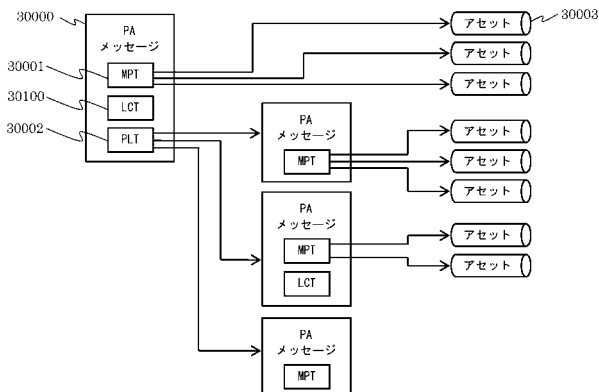 30000
PA
メッセージ
30001
MPT
30100
LCT
30002
PLT
アセット
30003
アセット
アセット
PA
メッセージ
MPT
アセット
アセット
アセット
PA
メッセージ
MPT
LCT
アセット
アセット
PA
メッセージ
MPT